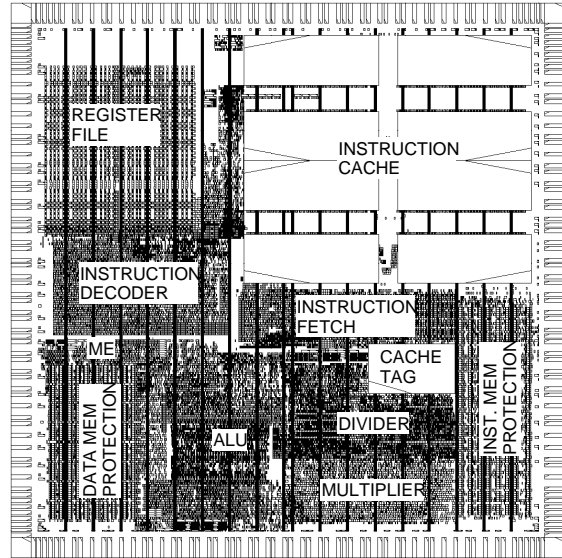 REGISTER
FILE
INSTRUCTION
CACHE
INSTRUCTION
DECODER
INSTRUCTION
FETCH
ME
CACHE
TAG
DATA MEM
PROTECTION
ALU
DIVIDER
INST. MEM
PROTECTION
MULTIPLIER